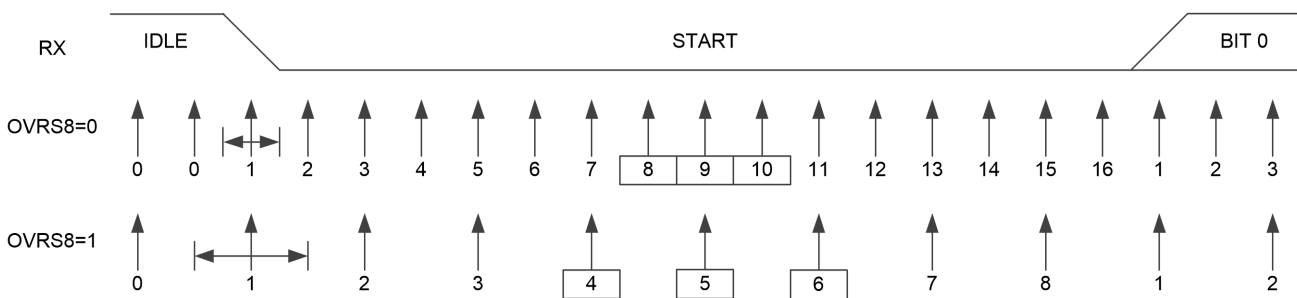 RX IDLE START BIT 0
OVRS8=0
0 0 1 2 3 4 5 6 7 8 9 10 11 12 13 14 15 16 1 2 3
OVRS8=1
0 1 2 3 4 5 6 7 8 1 2